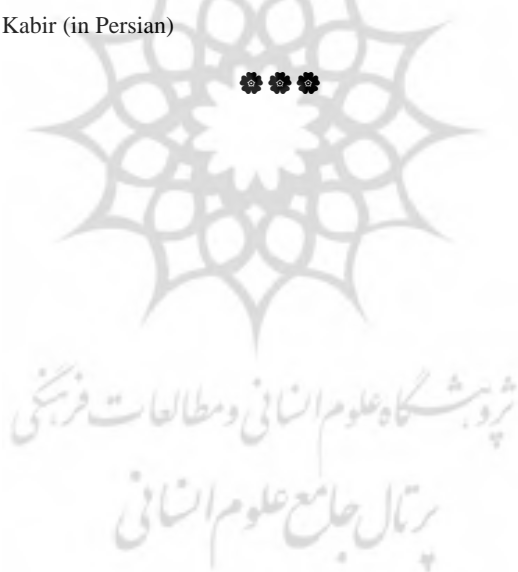 Kabir (in Persian)
پژوهشگاه علوم انسانی و مطالعات فرهنگی
پرتال جامع علوم انسانی